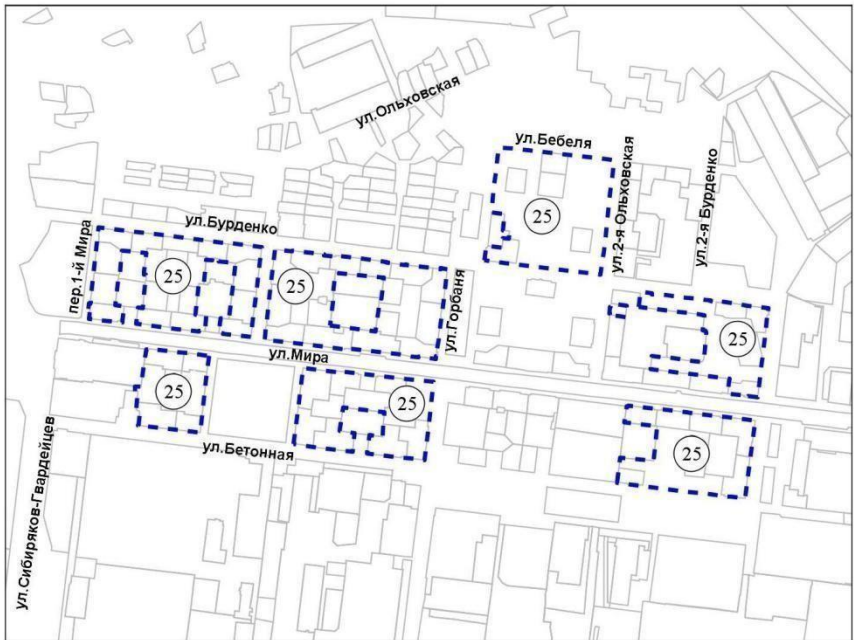 ул.Ольховская
ул.Бебеля
ул.2-я Ольховская
ул.2-я Бурденко
ул.Бурденко
25
пер.1-й Мира
25
25
ул.Горбаня
25
ул.Мира
25
25
25
ул.Бетонная
ул.Сибиряков-Гвардейцев